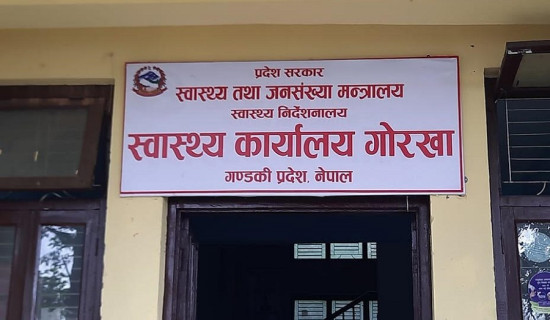 प्रदेश सरकार
स्वास्थ्य तथा जनसंख्या मन्त्रालय
स्वास्थ्य निर्देशनालय
स्वास्थ्य कार्यालय गोरखा
गण्डकी प्रदेश, नेपाल